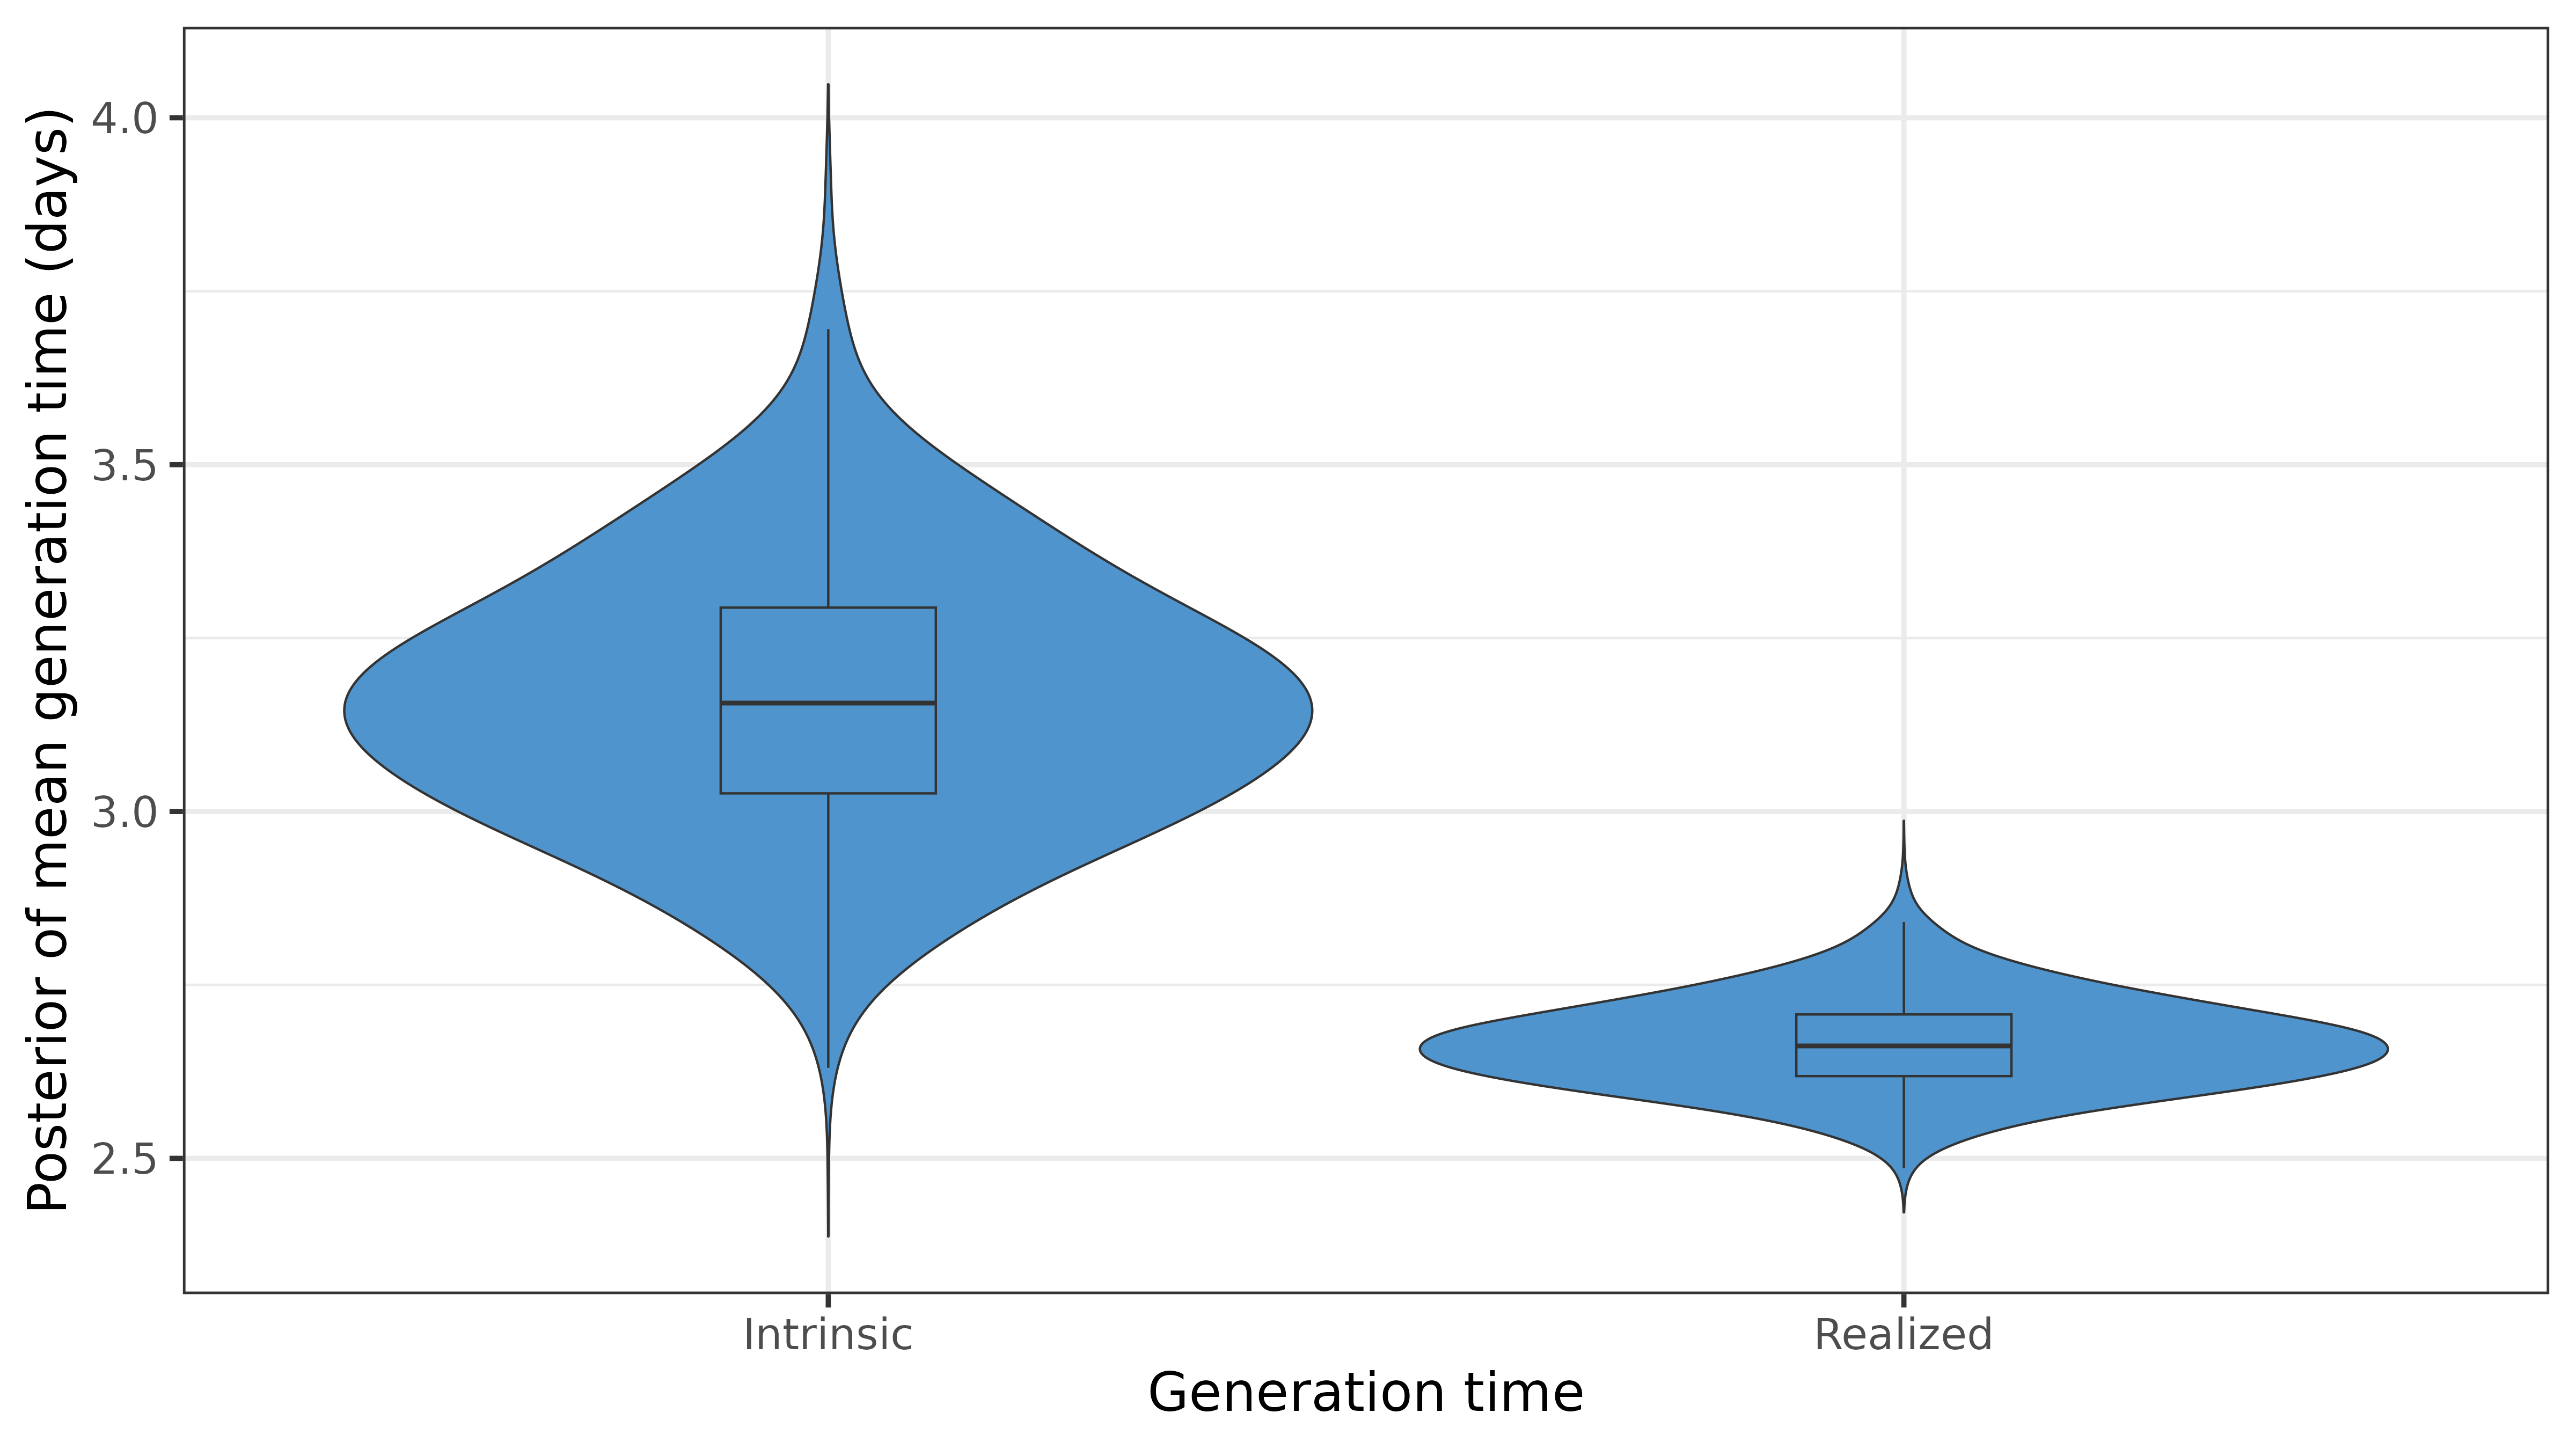 Posterior of mean generation time (days)
4.0
3.5
3.0
2.5
Intrinsic
Realized
Generation time